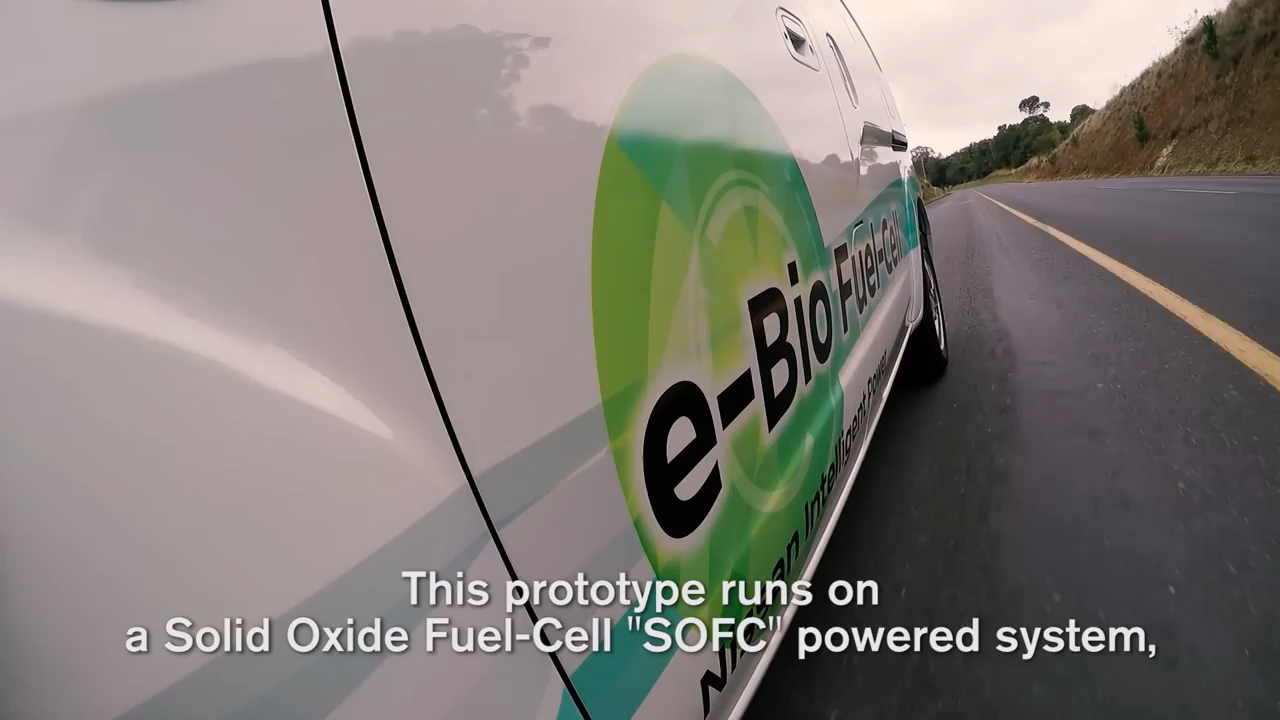 e-Bio Fuel-Cell
Nissan Intelligent Power
This prototype runs on
a Solid Oxide Fuel-Cell "SOFC" powered system,